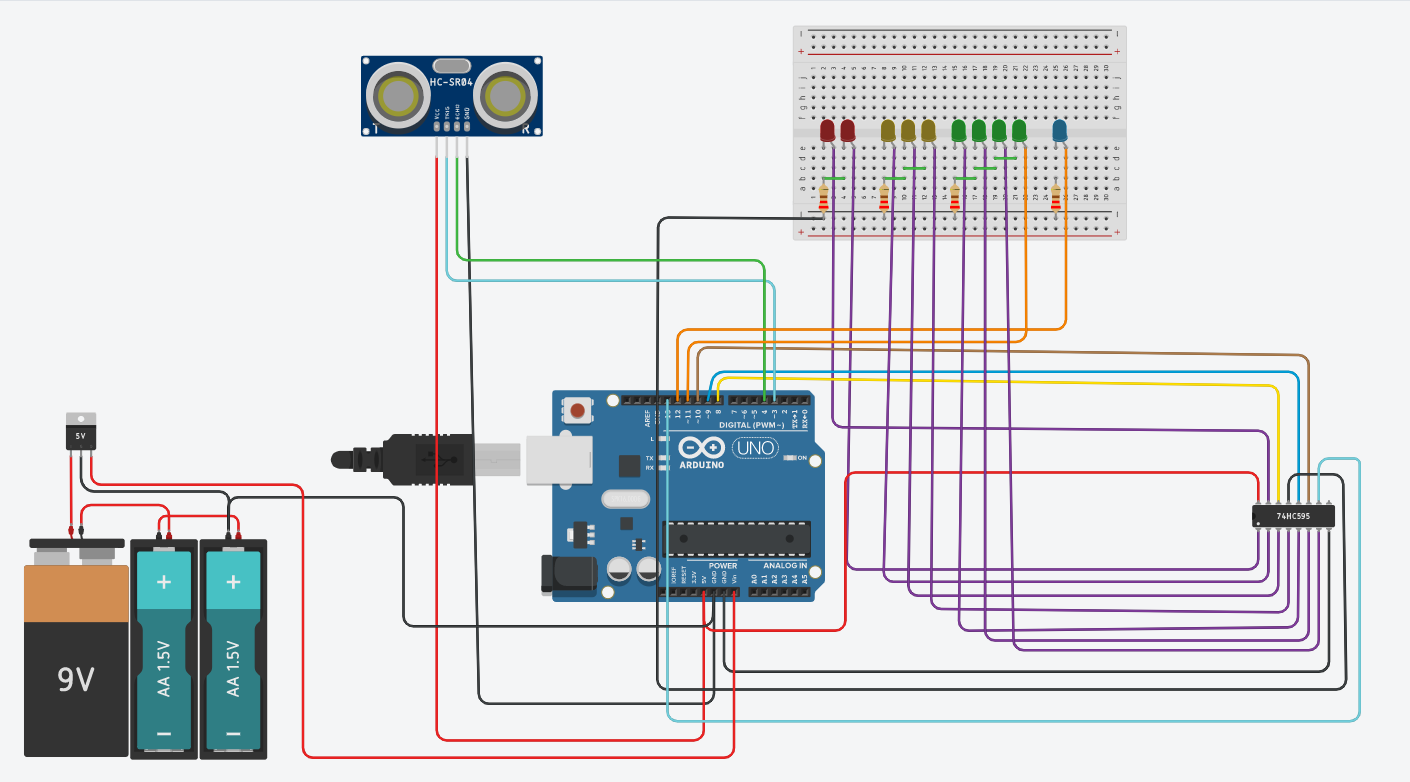 HC-SR04
VCC
TRIG
ECHO
GND
T
R
5V
9V
AA 1.5V
AA 1.5V
AREF
GND
13
12
~11
~10
~9
8
7
~6
~5
4
~3
2
TX→1
RX←0
DIGITAL (PWM~)
L
TX
RX
ARDUINO
UNO
ON
IOREF
RESET
3.3V
5V
GND
GND
Vin
POWER
ANALOG IN
A0
A1
A2
A3
A4
A5
74HC595